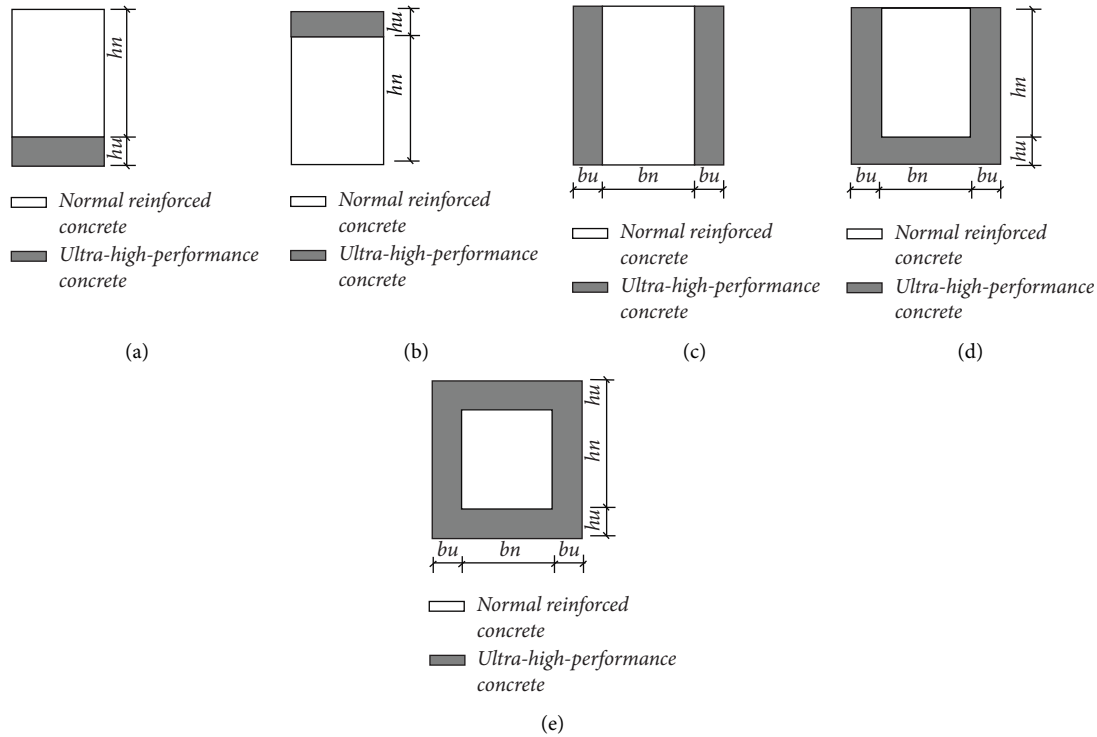 hn
hu
Normal reinforced
concrete
Ultra-high-performance
concrete
(a)
hu
hn
Normal reinforced
concrete
Ultra-high-performance
concrete
(b)
bu bn bu
Normal reinforced
concrete
Ultra-high-performance
concrete
(c)
hn
hu
bu bn bu
Normal reinforced
concrete
Ultra-high-performance
concrete
(d)
hu
hn
hu
bu bn bu
Normal reinforced
concrete
Ultra-high-performance
concrete
(e)